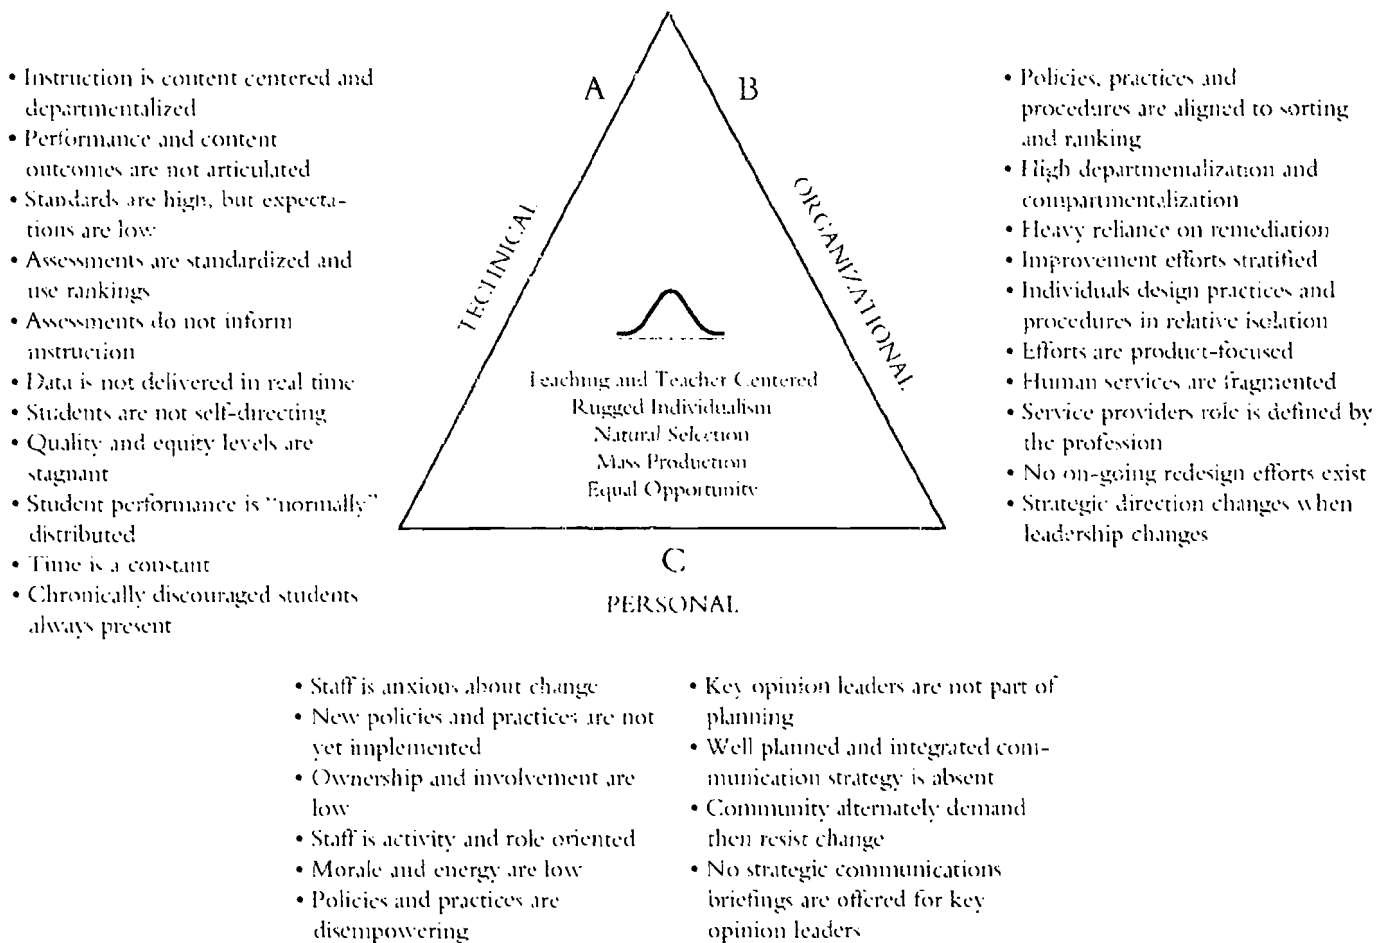 A
B
TECHNICAL
ORGANIZATIONAL
• Instruction is content centered and
departmentalized
• Performance and content
outcomes are not articulated
• Standards are high, but expecta-
tions are low
• Assessments are standardized and
use rankings
• Assessments do not inform
instruction
• Data is not delivered in real time
• Students are not self-directing
• Quality and equity levels are
stagnant
• Student performance is "normally"
distributed
• Time is a constant
• Chronically discouraged students
always present
Teaching and Teacher Centered
Rugged Individualism
Natural Selection
Mass Production
Equal Opportunity
• Policies, practices and
procedures are aligned to sorting
and ranking
• High departmentalization and
compartmentalization
• Heavy reliance on remediation
• Improvement efforts stratified
• Individuals design practices and
procedures in relative isolation
• Efforts are product-focused
• Human services are fragmented
• Service providers role is defined by
the profession
• No on-going redesign efforts exist
• Strategic direction changes when
leadership changes
C
PERSONAL
• Staff is anxious about change
• New policies and practices are not
yet implemented
• Ownership and involvement are
low
• Staff is activity and role oriented
• Morale and energy are low
• Policies and practices are
disempowering
• Key opinion leaders are not part of
planning
• Well planned and integrated com-
munication strategy is absent
• Community alternately demand
then resist change
• No strategic communications
briefings are offered for key
opinion leaders